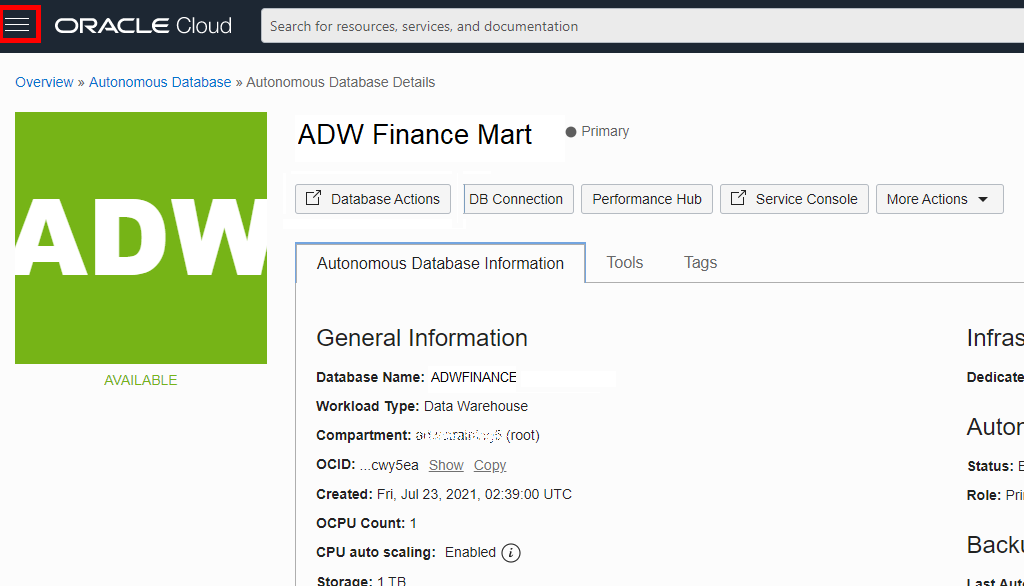 ORACLE Cloud
Search for resources, services, and documentation
Overview » Autonomous Database » Autonomous Database Details
ADW
AVAILABLE
ADW Finance Mart
Primary
Database Actions
DB Connection
Performance Hub
Service Console
More Actions
Autonomous Database Information
Tools
Tags
General Information
Database Name: ADWFINANCE
Workload Type: Data Warehouse
Compartment: (root)
OCID: ...cwy5ea Show Copy
Created: Fri, Jul 23, 2021, 02:39:00 UTC
OCPU Count: 1
CPU auto scaling: Enabled i
Storage: 1 TB
Infras
Dedicate
Auton
Status: E
Role: Pri
Backu
Last Aut